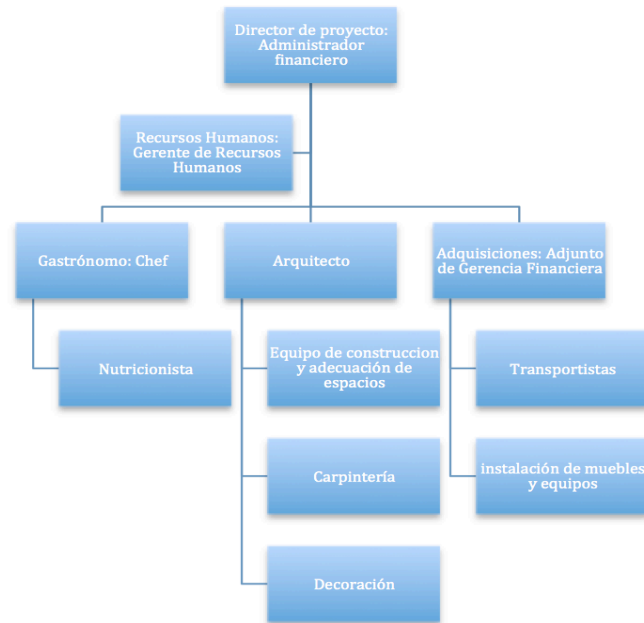 Director de proyecto:
Administrador
financiero
Recursos Humanos:
Gerente de Recursos
Humanos
Gastrónomo: Chef
Arquitecto
Adquisiciones: Adjunto
de Gerencia Financiera
Nutricionista
Equipo de construccion
y adecuación de
espacios
Transportistas
Carpintería
instalación de muebles
y equipos
Decoración